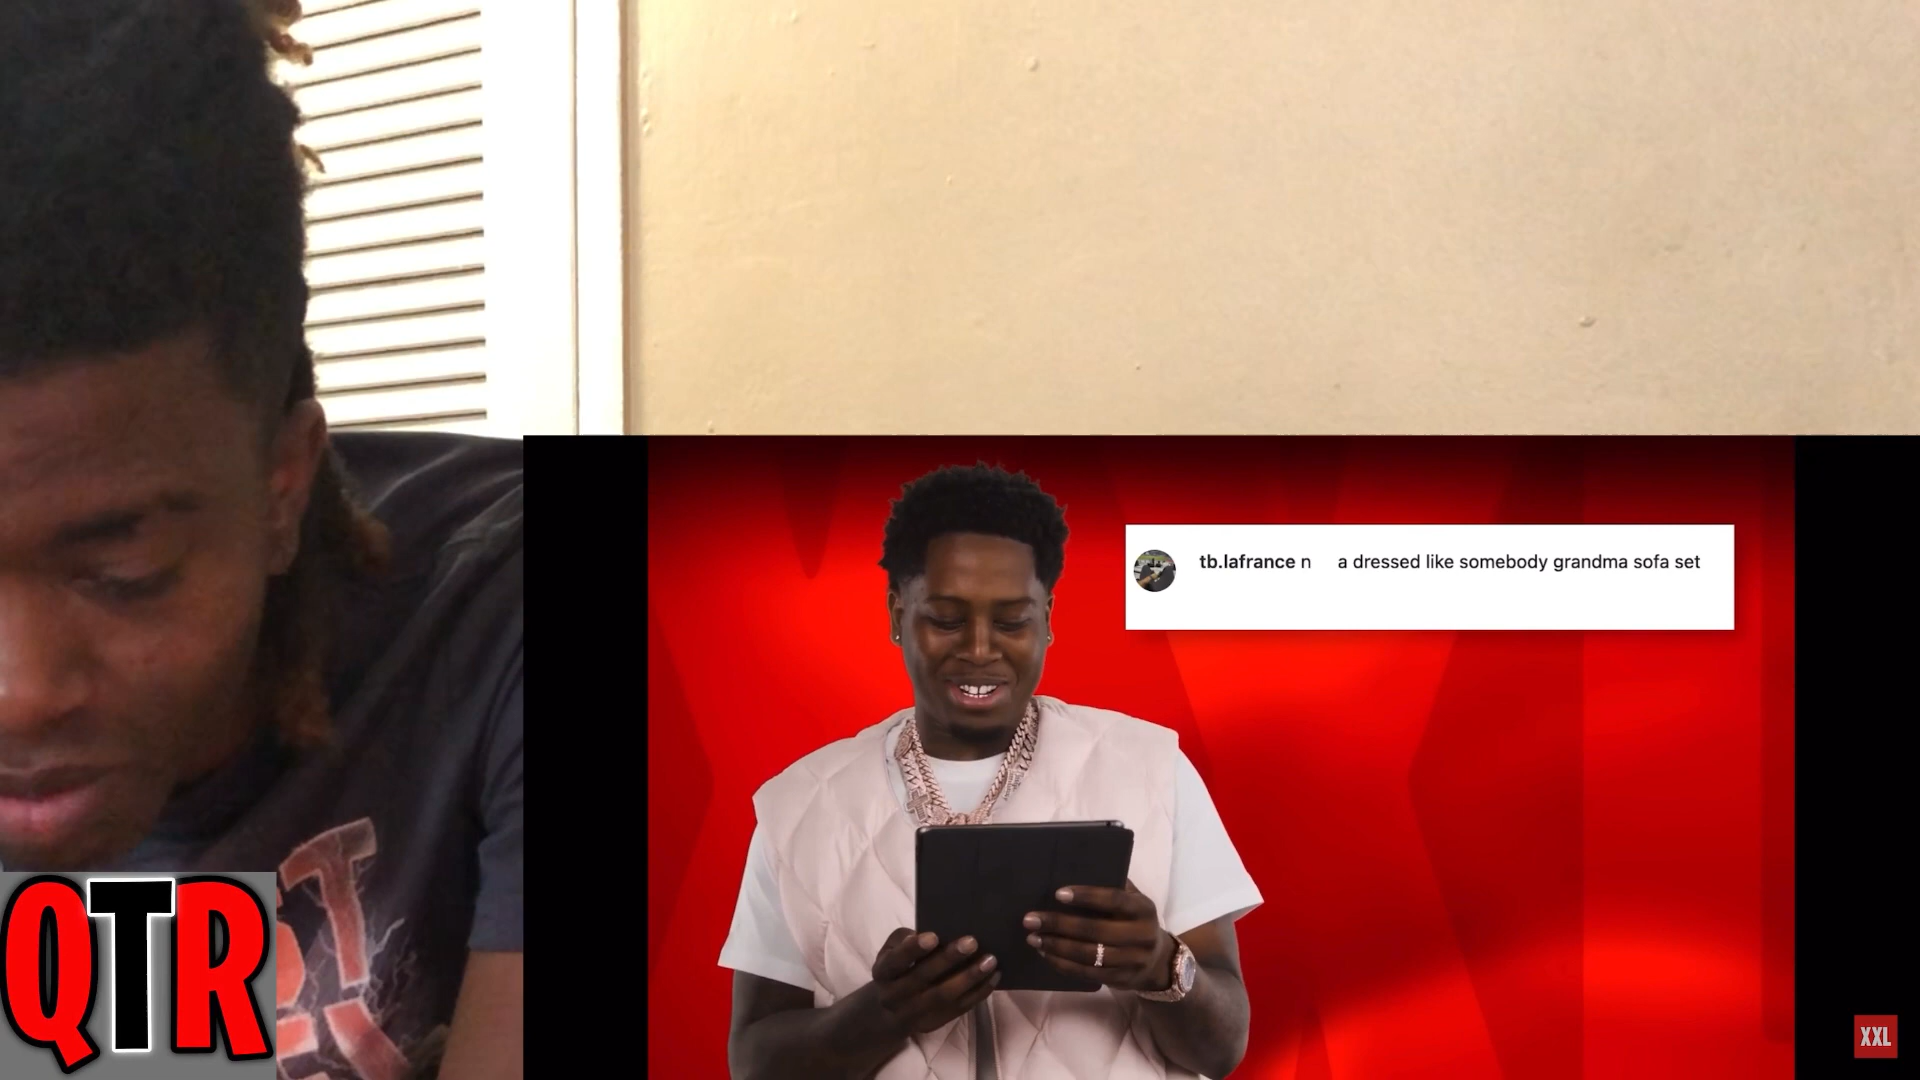 tb.lafrance n a dressed like somebody grandma sofa set
QTR
XXL